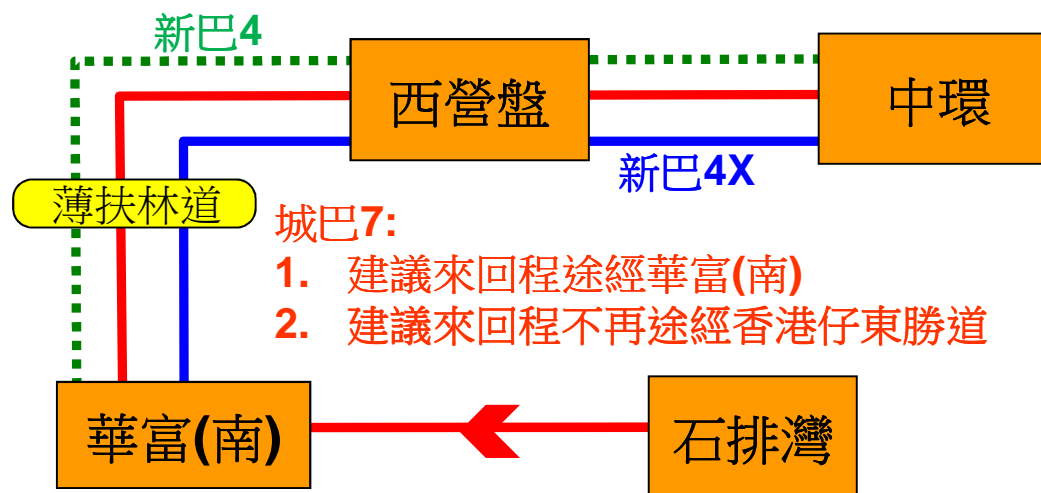 新巴4
西營盤
中環
新巴4X
薄扶林道
城巴7:
1. 建議來回程途經華富(南)
2. 建議來回程不再途經香港仔東勝道
華富(南)
石排灣